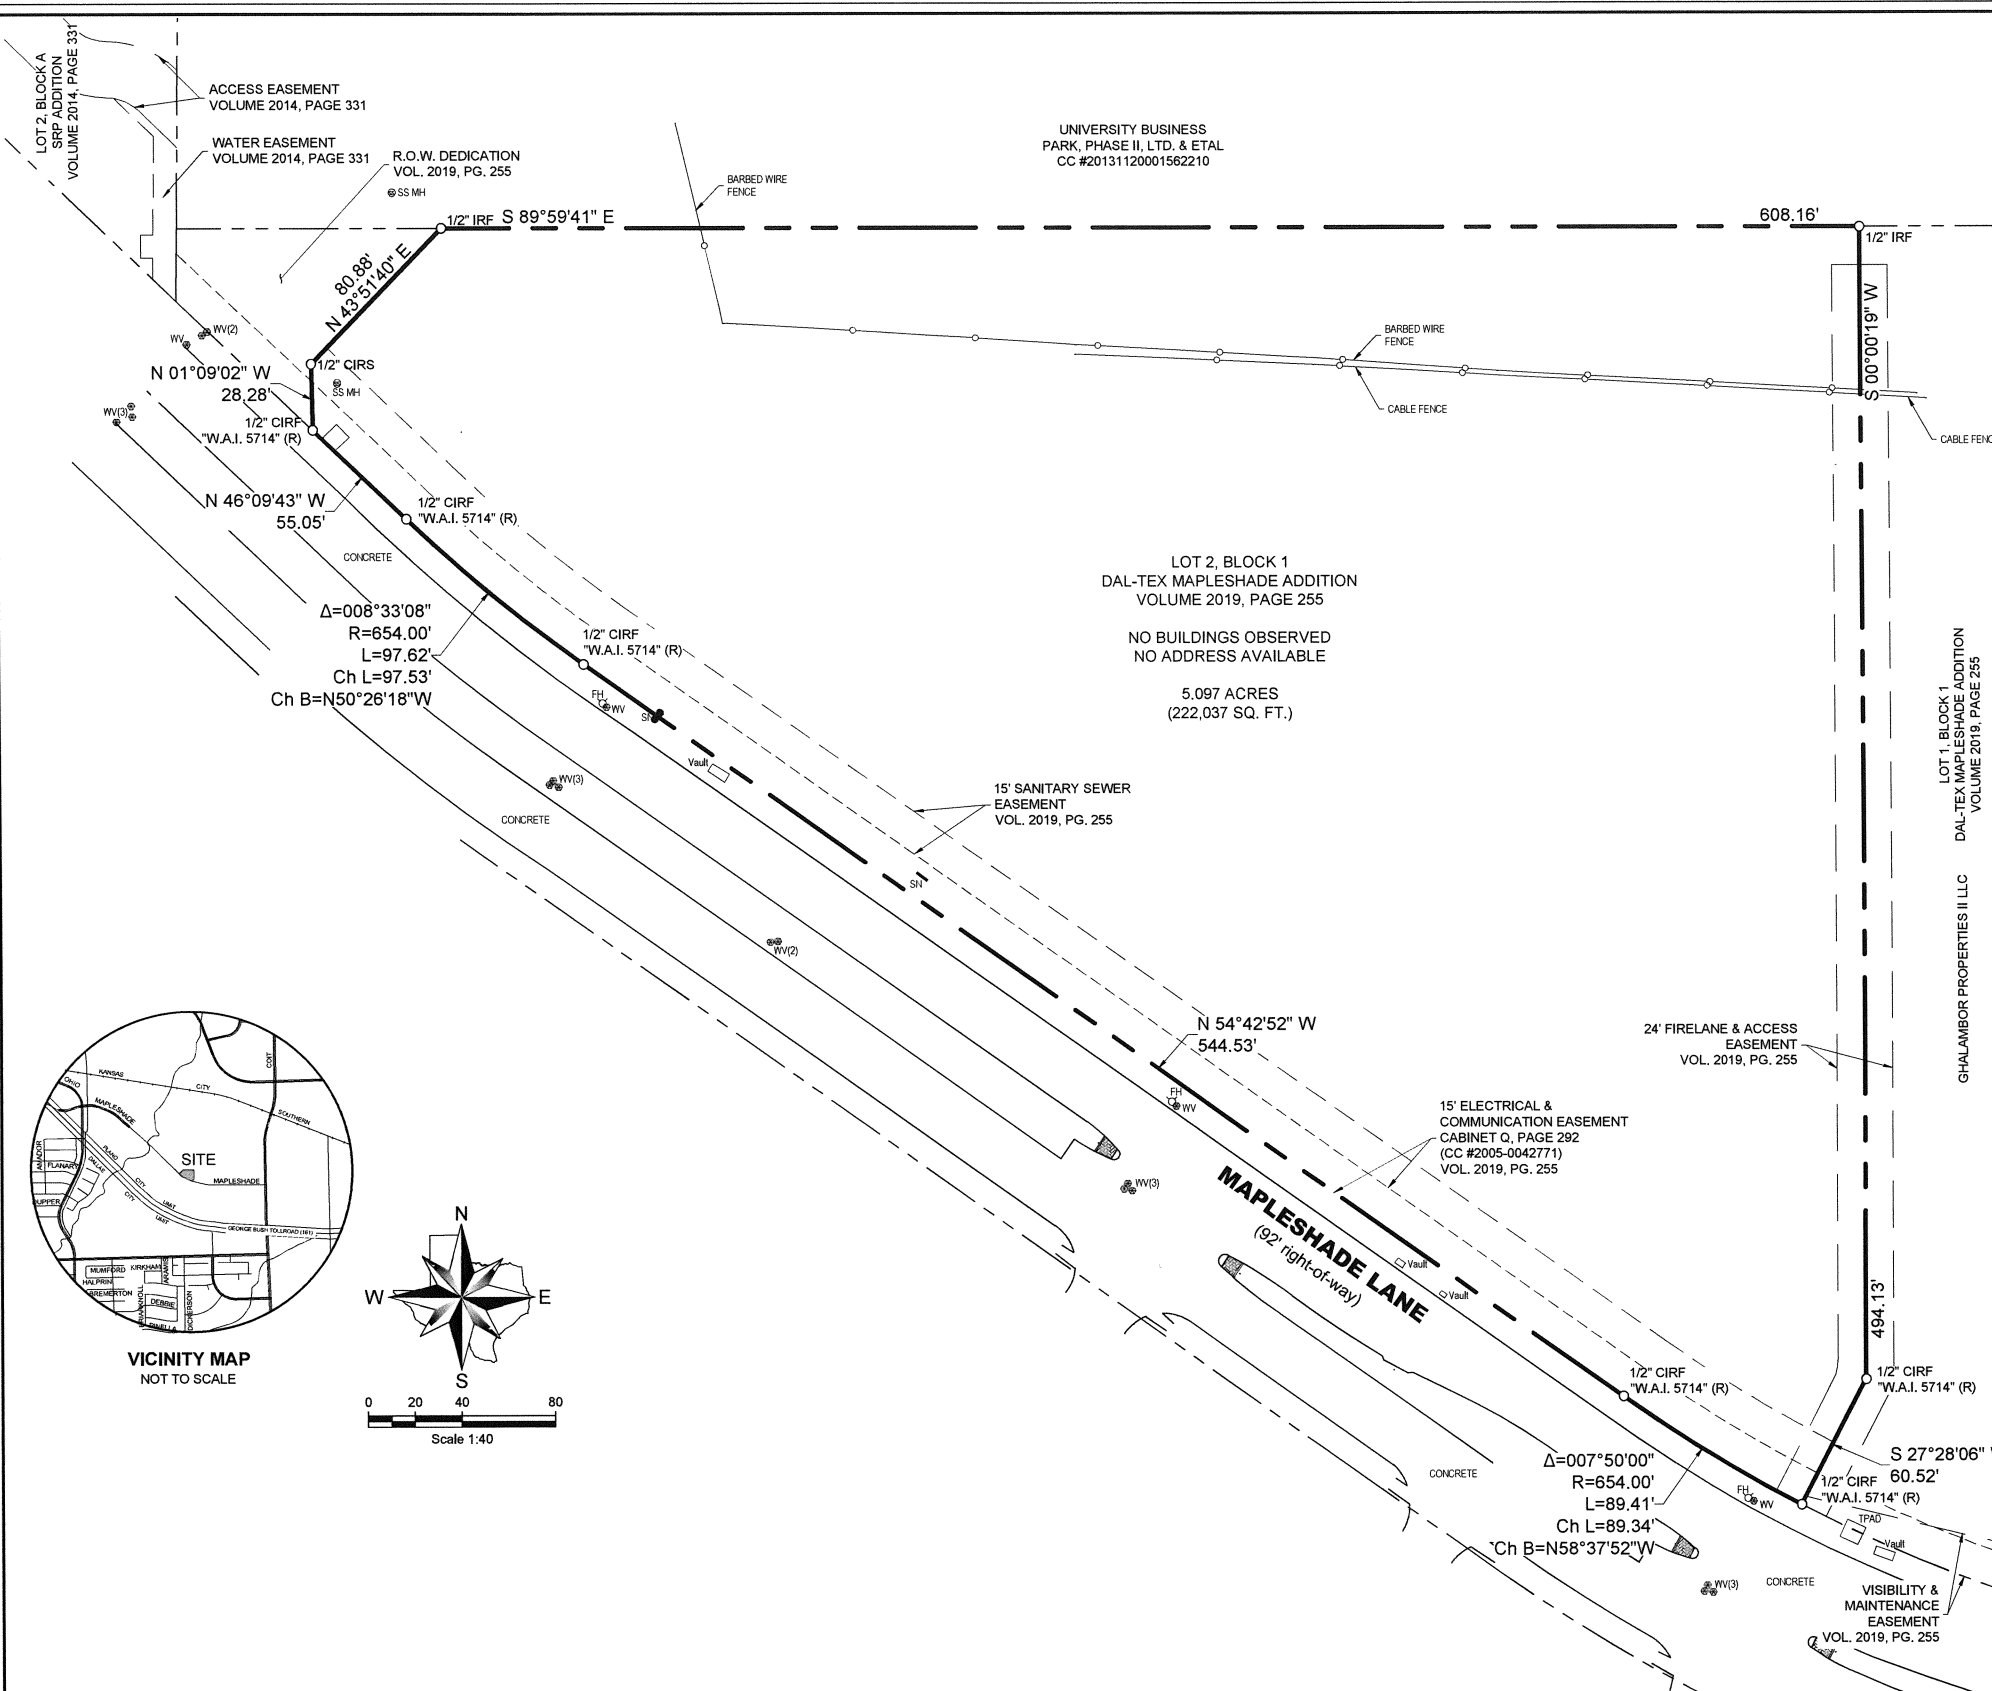 LOT 2, BLOCK A
SRP ADDITION
VOLUME 2014, PAGE 331
ACCESS EASEMENT
VOLUME 2014, PAGE 331
WATER EASEMENT
VOLUME 2014, PAGE 331
R.O.W. DEDICATION
VOL. 2019, PG. 255
SS MH
UNIVERSITY BUSINESS
PARK, PHASE II, LTD. & ETAL
CC #20131120001562210
BARBED WIRE
FENCE
1/2" IRF
S 89°59'41" E
608.16'
1/2" IRF
80.88'
N 43°51'40" E
S 00°00'19" W
WV
WV(2)
1/2" CIRS
SS MH
N 01°09'02" W
28.28'
WV(3)
1/2" CIRF
"W.A.I. 5714" (R)
BARBED WIRE
FENCE
CABLE FENCE
N 46°09'43" W
55.05'
1/2" CIRF
"W.A.I. 5714" (R)
CONCRETE
LOT 2, BLOCK 1
DAL-TEX MAPLESHADE ADDITION
VOLUME 2019, PAGE 255
NO BUILDINGS OBSERVED
NO ADDRESS AVAILABLE
5.097 ACRES
(222,037 SQ. FT.)
Δ=008°33'08"
R=654.00'
L=97.62'
Ch L=97.53'
Ch B=N50°26'18"W
1/2" CIRF
"W.A.I. 5714" (R)
FH
WV
SN
Vault
WV(3)
CONCRETE
15' SANITARY SEWER
EASEMENT
VOL. 2019, PG. 255
SN
WV(2)
LOT 1, BLOCK 1
DAL-TEX MAPLESHADE ADDITION
VOLUME 2019, PAGE 255
GHALAMBOR PROPERTIES II LLC
N 54°42'52" W
544.53'
24' FIRELANE & ACCESS
EASEMENT
VOL. 2019, PG. 255
FH
WV
15' ELECTRICAL &
COMMUNICATION EASEMENT
CABINET Q, PAGE 292
(CC #2005-0042771)
VOL. 2019, PG. 255
WV(3)
MAPLESHADE LANE
(92' right-of-way)
Vault
Vault
494.13'
1/2" CIRF
"W.A.I. 5714" (R)
1/2" CIRF
"W.A.I. 5714" (R)
S 27°28'06"
60.52'
1/2" CIRF
"W.A.I. 5714" (R)
Δ=007°50'00"
R=654.00'
L=89.41'
Ch L=89.34'
Ch B=N58°37'52"W
CONCRETE
FH
WV
TPAD
Vault
WV(3)
CONCRETE
VISIBILITY &
MAINTENANCE
EASEMENT
VOL. 2019, PG. 255
OHIO
KANSAS
CITY
SOUTHERN
COIT
MAPLESHADE
AMADOR
FLANARY
DUPPER
PLANO
DALLAS
CITY
CITY
LIMIT
LIMIT
SITE
MAPLESHADE
GEORGE BUSH TOLLROAD (161)
MUMFORD
KIRKHAM
ARAMIS
HALPRIN
BREMERTON
BRIARKNOLL
DEBBIE
DICKERSON
VICINITY MAP
NOT TO SCALE
N
W
E
S
0 20 40 80
Scale 1:40